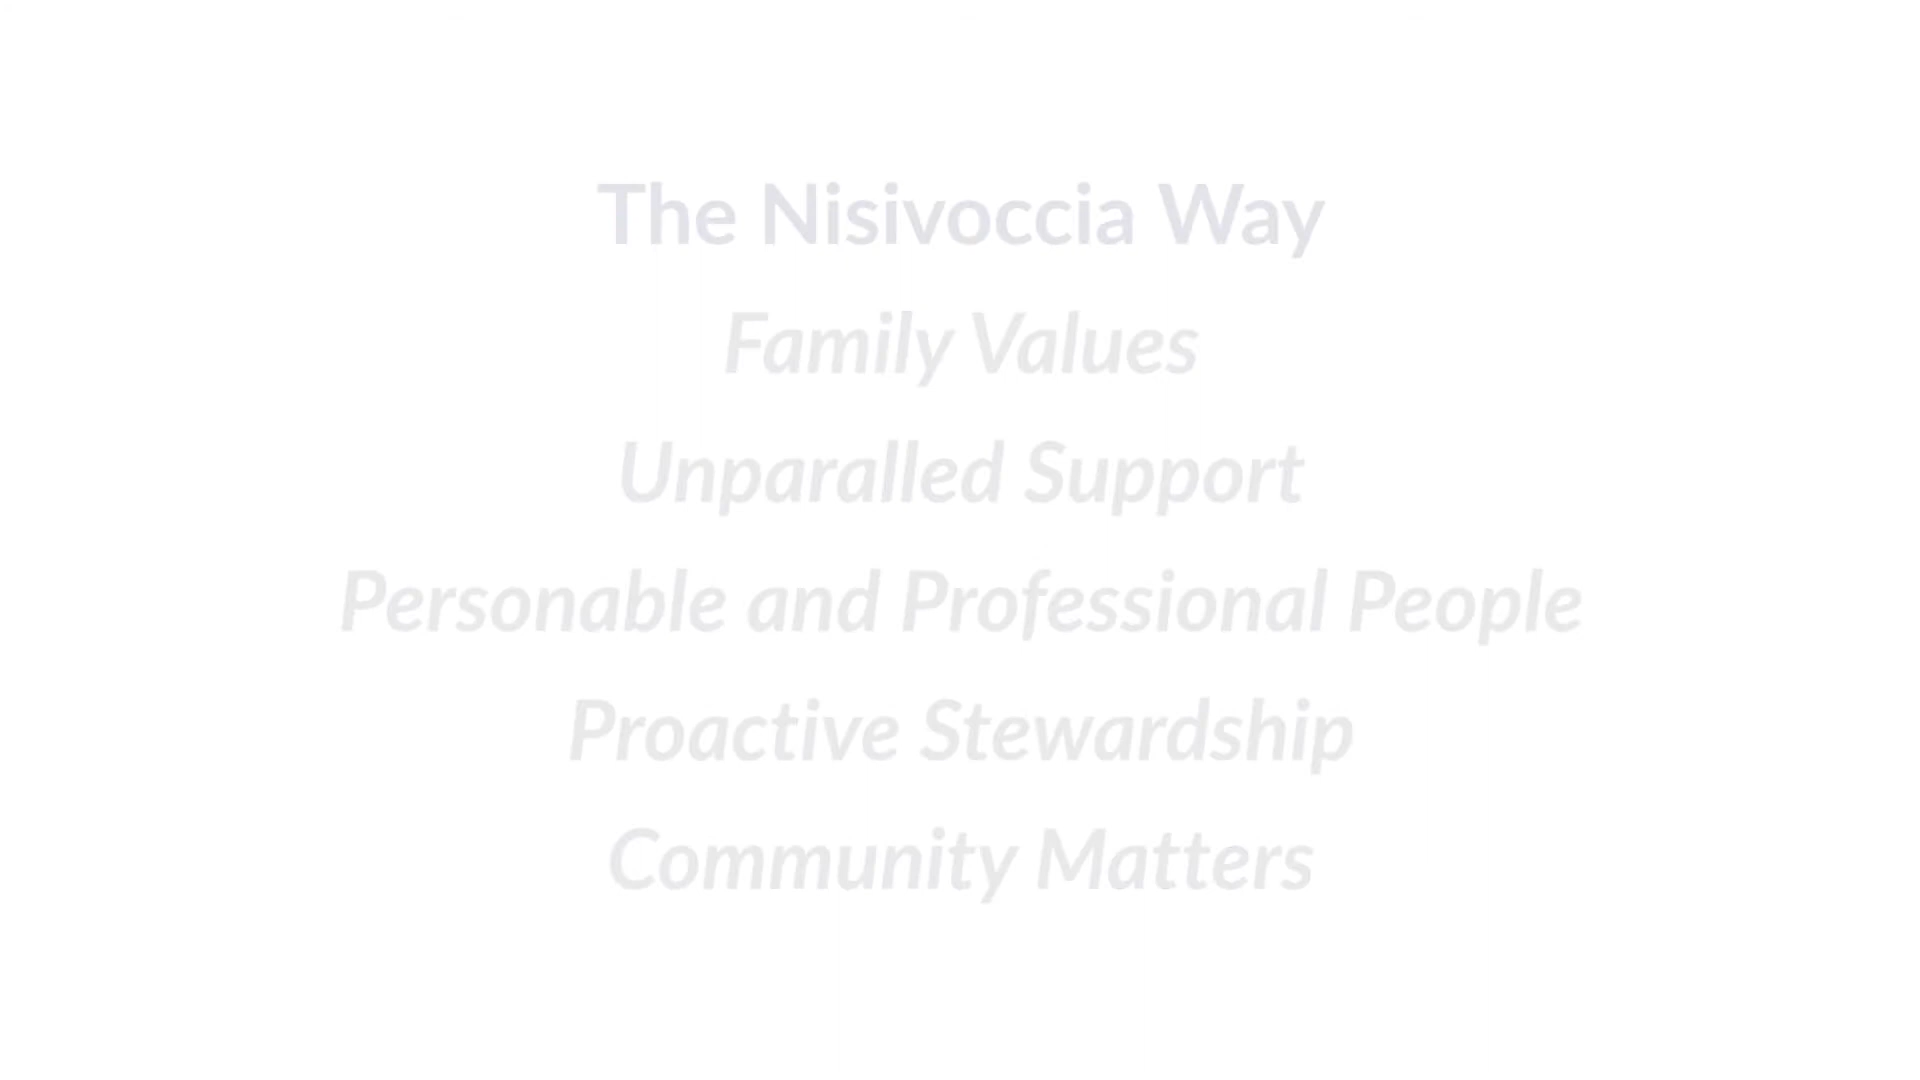 The Nisivoccia Way
Family Values
Unparalled Support
Personable and Professional People
Proactive Stewardship
Community Matters